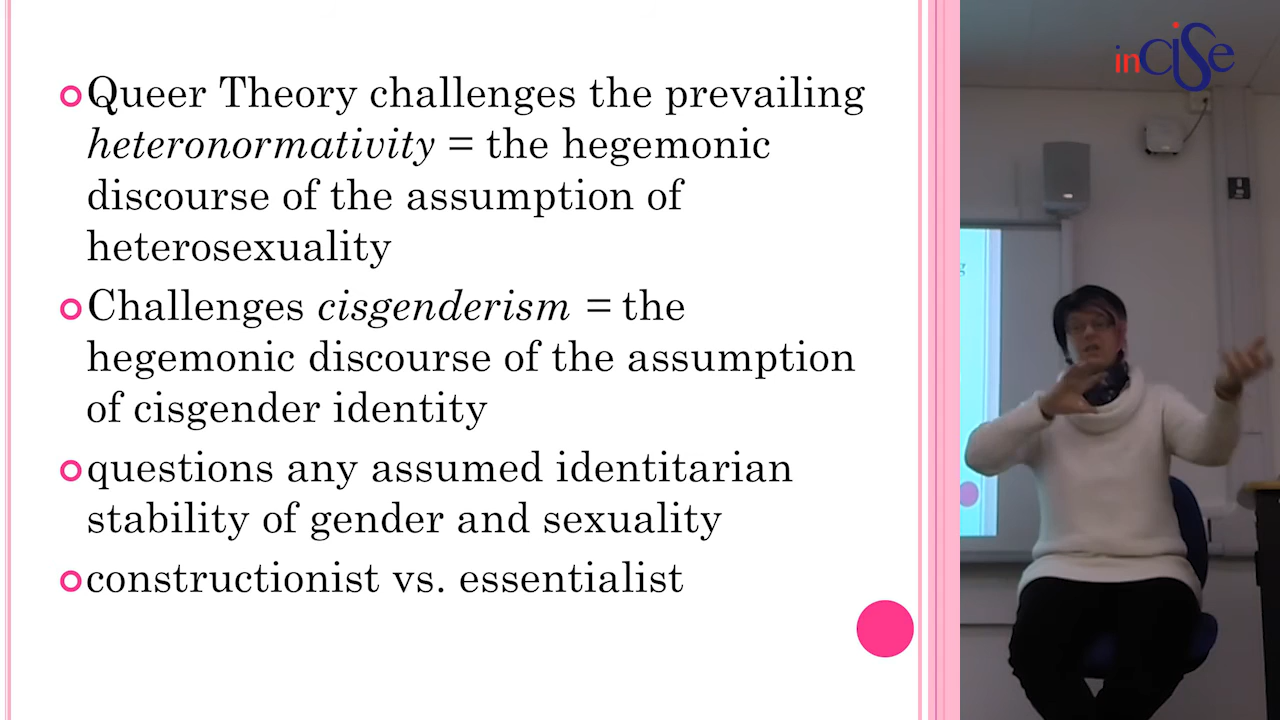 Queer Theory challenges the prevailing
heteronormativity = the hegemonic
discourse of the assumption of
heterosexuality
Challenges cisgenderism = the
hegemonic discourse of the assumption
of cisgender identity
questions any assumed identitarian
stability of gender and sexuality
constructionist vs. essentialist
inCiSe